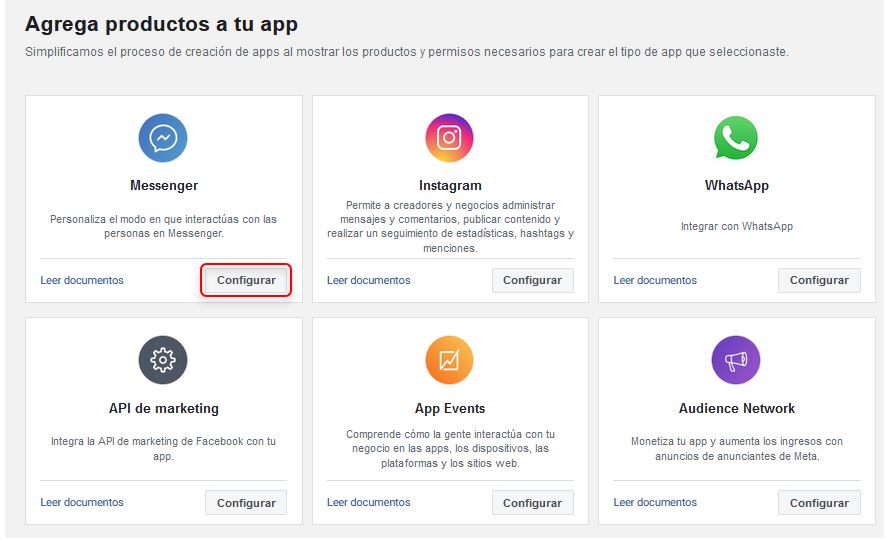 Agrega productos a tu app
Simplificamos el proceso de creación de apps al mostrar los productos y permisos necesarios para crear el tipo de app que seleccionaste.
Messenger
Personaliza el modo en que interactúas con las
personas en Messenger.
Leer documentos
Configurar
Instagram
Permite a creadores y negocios administrar
mensajes y comentarios, publicar contenido y
realizar un seguimiento de estadísticas, hashtags y
menciones.
Leer documentos
Configurar
WhatsApp
Integrar con WhatsApp
Leer documentos
Configurar
API de marketing
Integra la API de marketing de Facebook con tu
app.
Leer documentos
Configurar
App Events
Comprende cómo la gente interactúa con tu
negocio en las apps, los dispositivos, las
plataformas y los sitios web.
Leer documentos
Configurar
Audience Network
Monetiza tu app y aumenta los ingresos con
anuncios de anunciantes de Meta.
Leer documentos
Configurar